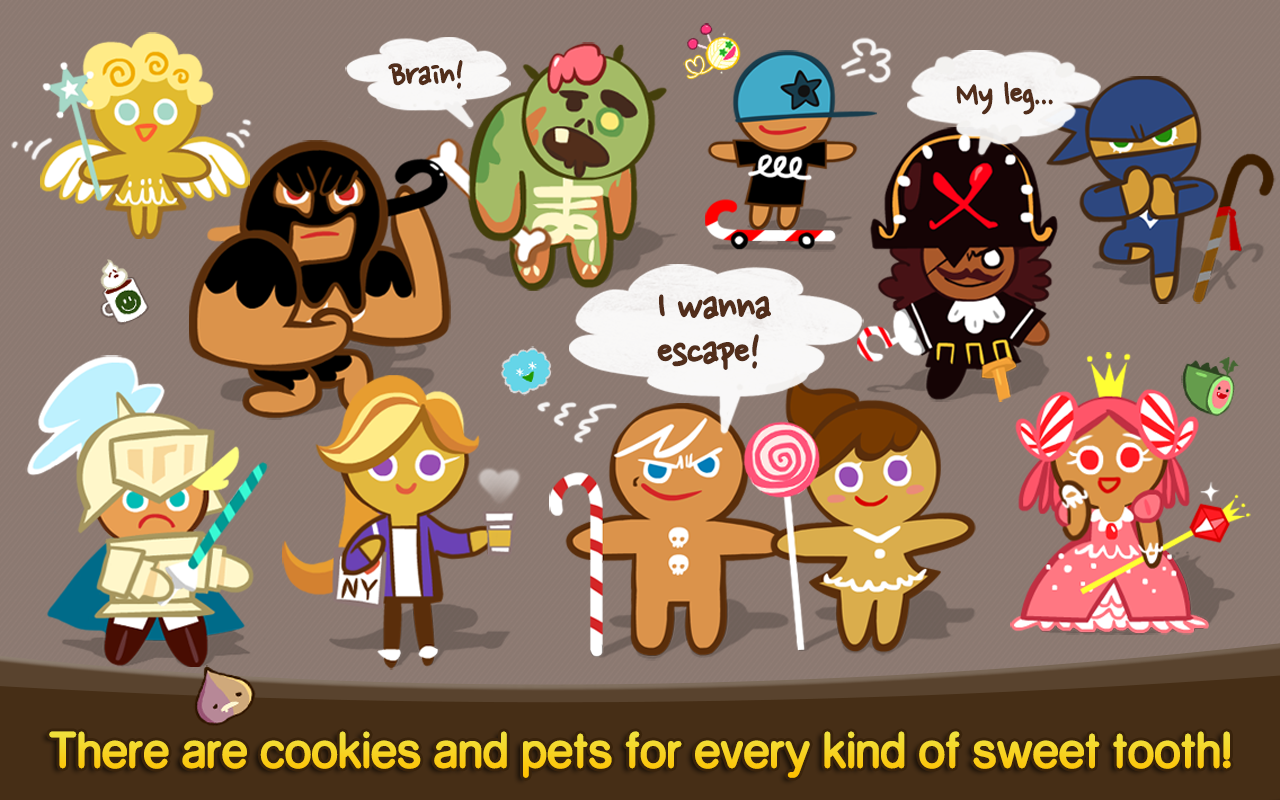 Brain!
My leg...
I wanna
escape!
NY
There are cookies and pets for every kind of sweet tooth!